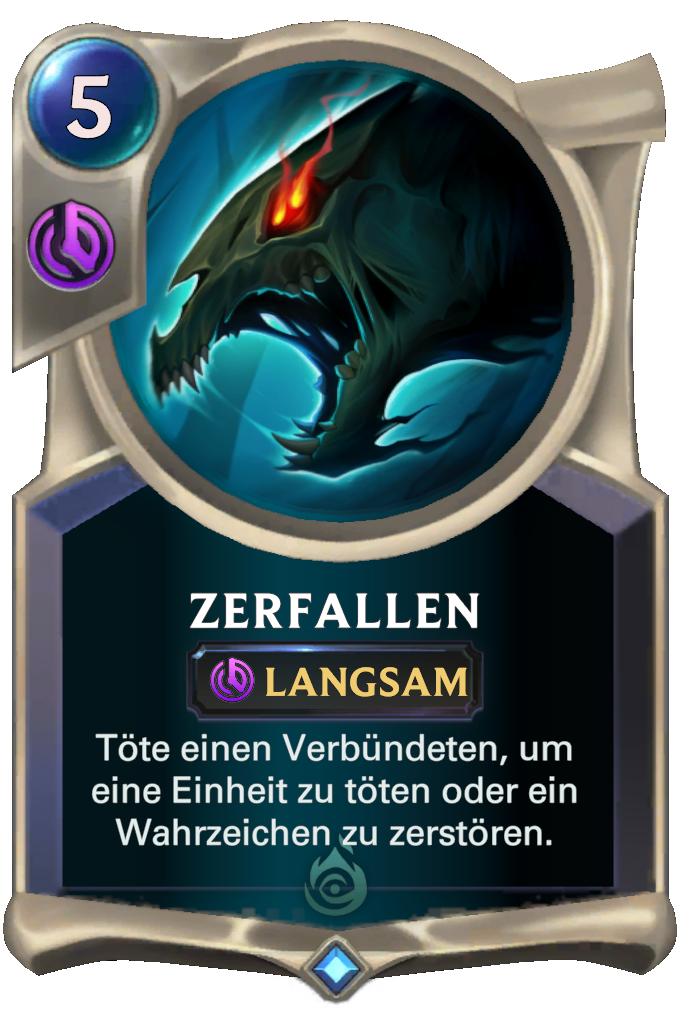 5
ZERFALLEN
LANGSAM
Töte einen Verbündeten, um
eine Einheit zu töten oder ein
Wahrzeichen zu zerstören.